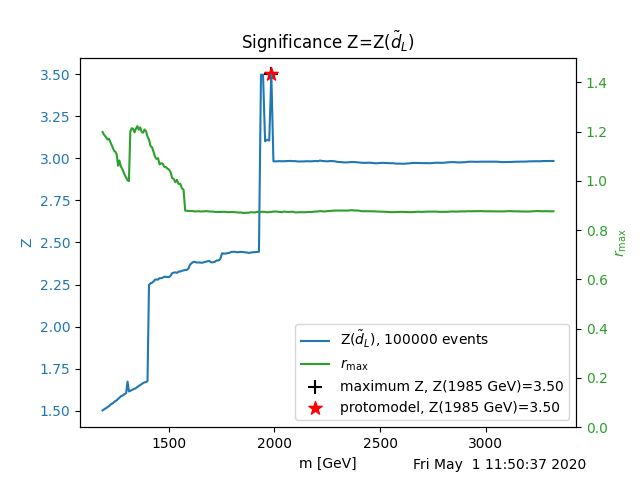 Significance Z=Z(d̃_L)
3.50
3.25
3.00
2.75
2.50
2.25
2.00
1.75
1.50
Z
1.4
1.2
1.0
0.8
0.6
0.4
0.2
0.0
r_max
Z(d̃_L), 100000 events
r_max
maximum Z, Z(1985 GeV)=3.50
protomodel, Z(1985 GeV)=3.50
1500 2000 2500 3000
m [GeV]
Fri May 1 11:50:37 2020